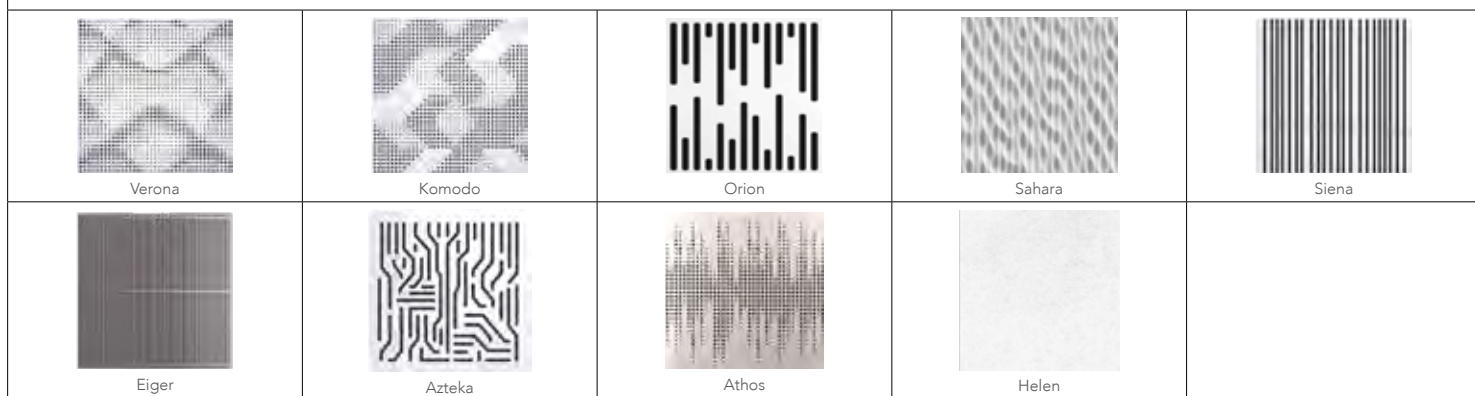 Verona
Komodo
Orion
Sahara
Siena
Eiger
Azteka
Athos
Helen